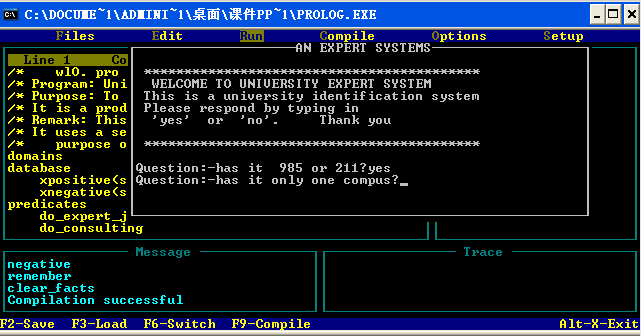 C:\DOCUME~1\ADMINI~1\桌面\课件PP~1\PROLOG.EXE
Files Edit Run Compile Options Setup
AN EXPERT SYSTEMS
Line 1 Co
/* wl0. pro
/* Program: Uni
/* Purpose: To
/* It is a prod
/* Remark: This
/* It uses a se
/* purpose o
domains
database
xpositive(s
xnegative(s
predicates
do_expert_j
do_consulting
******************************************
WELCOME TO UNIVERSITY EXPERT SYSTEM
This is a university identification system
Please respond by typing in
'yes' or 'no'. Thank you
******************************************
Question:-has it 985 or 211?yes
Question:-has it only one compus?_
Message
negative
remember
clear_facts
Compilation successful
Trace
F2-Save F3-Load F6-Switch F9-Compile Alt-X-Exit